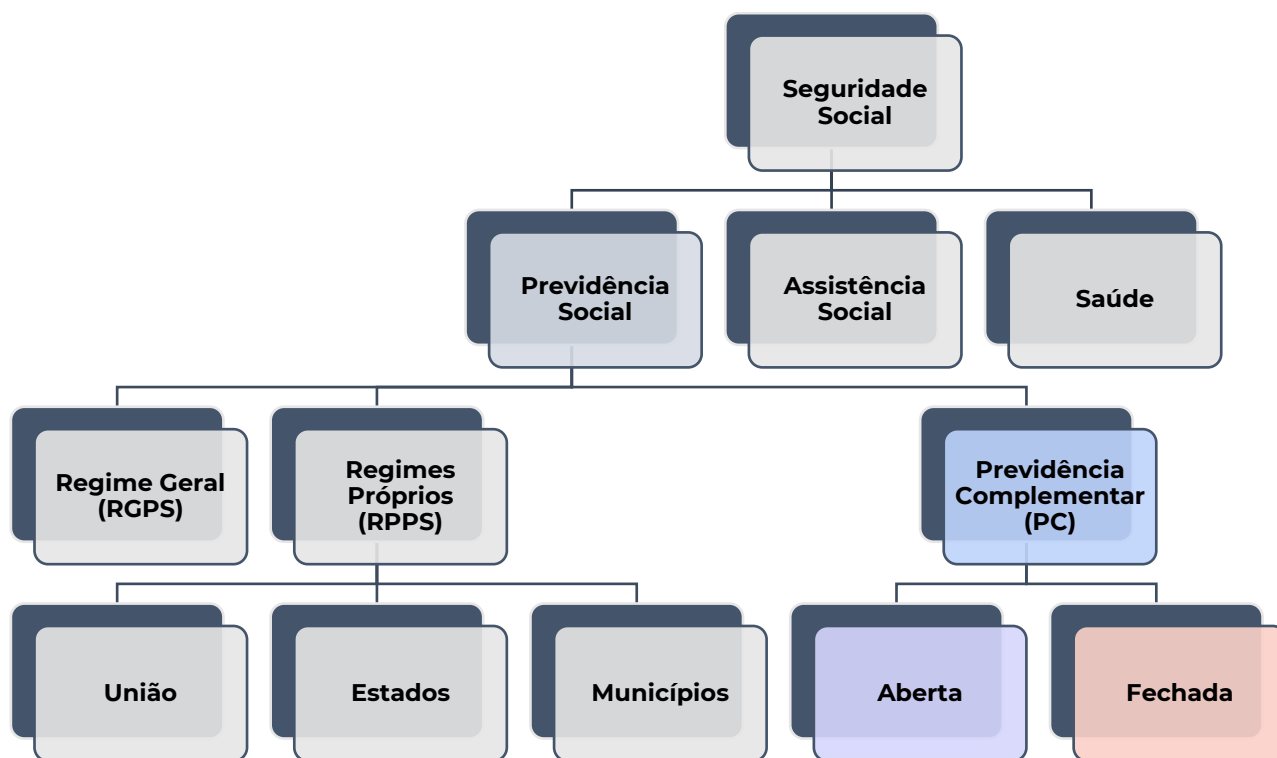 Seguridade
Social
Previdência
Social
Assistência
Social
Saúde
Regime Geral
(RGPS)
Regimes
Próprios
(RPPS)
Previdência
Complementar
(PC)
União
Estados
Municípios
Aberta
Fechada